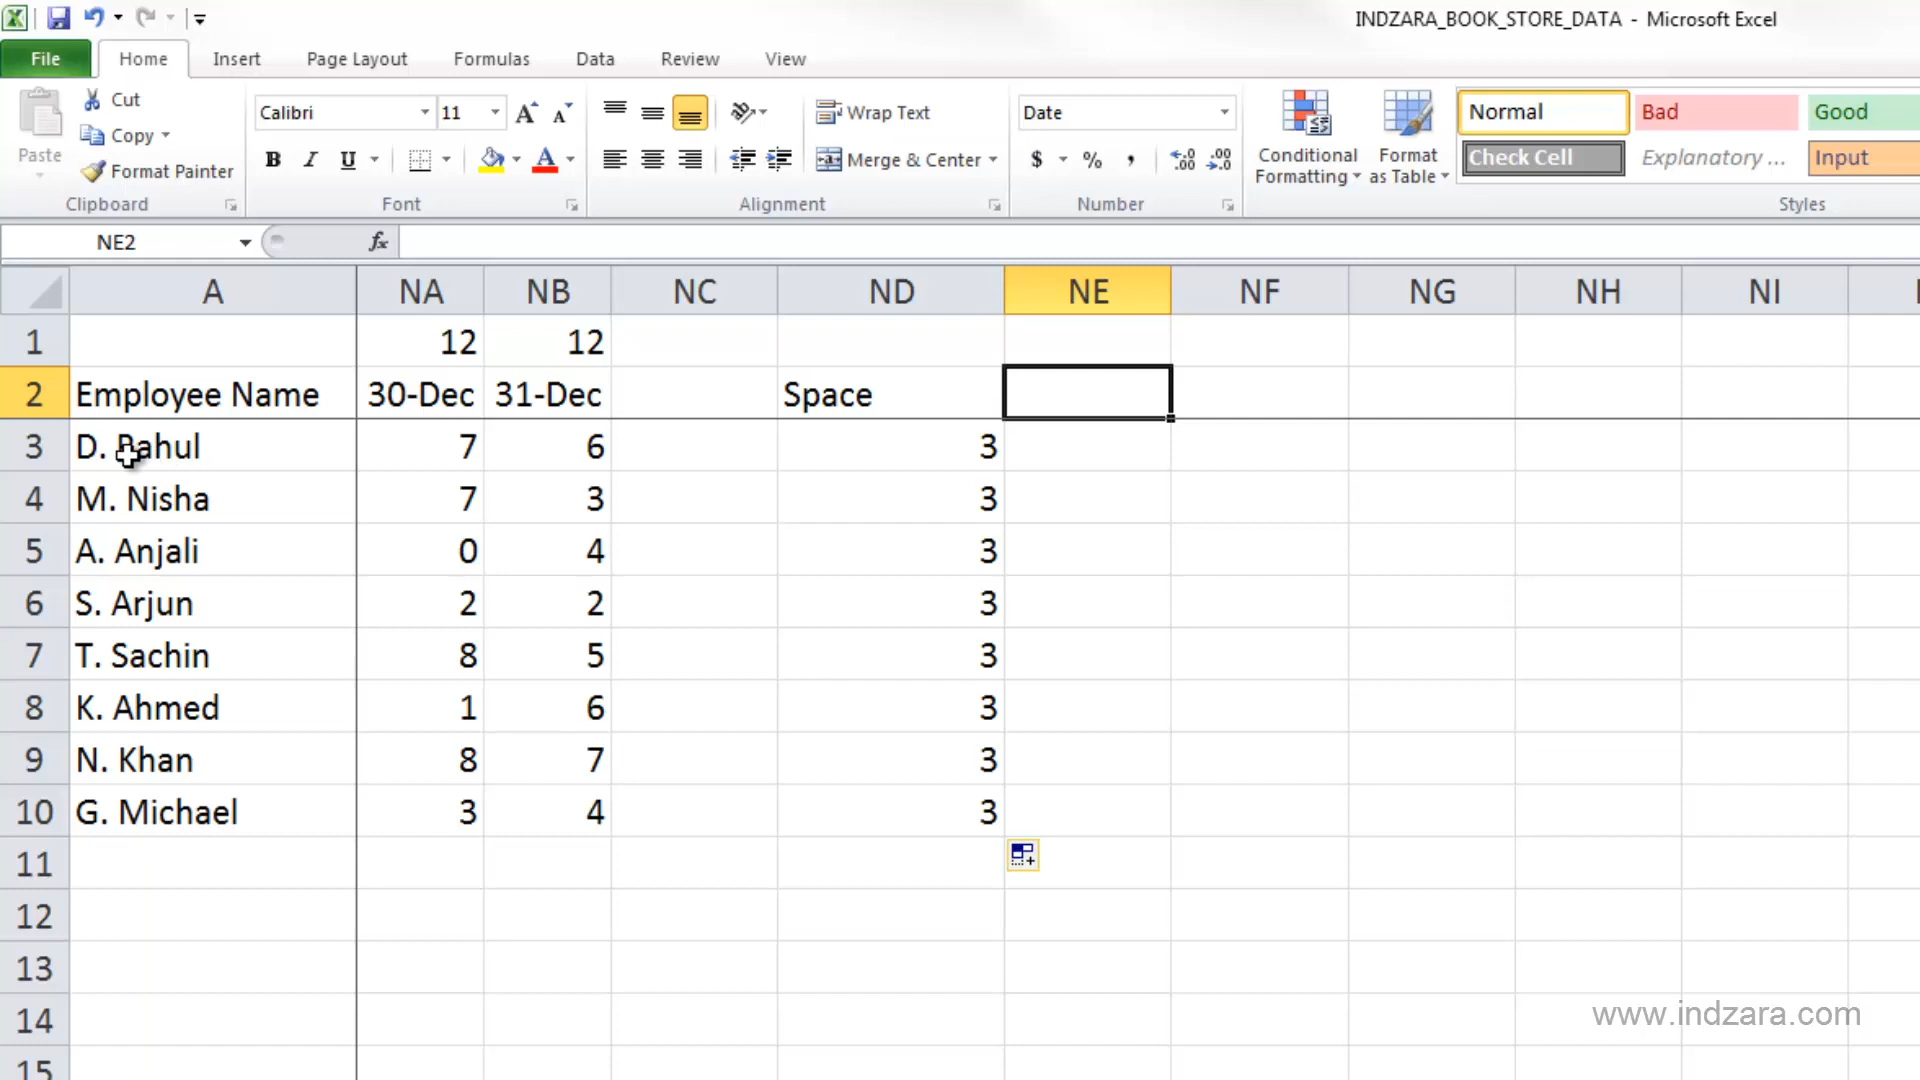 INDZARA_BOOK_STORE_DATA - Microsoft Excel
File Home Insert Page Layout Formulas Data Review View
Paste
Cut
Copy
Format Painter
Clipboard
Calibri 11
B I U
Font
Wrap Text
Merge & Center
Alignment
Date
$ % ,
Number
Conditional Formatting
Format as Table
Normal Bad Good
Check Cell Explanatory ... Input
Styles
NE2 fx
A NA NB NC ND NE NF NG NH NI
1 12 12
2 Employee Name 30-Dec 31-Dec Space
3 D. Rahul 7 6 3
4 M. Nisha 7 3 3
5 A. Anjali 0 4 3
6 S. Arjun 2 2 3
7 T. Sachin 8 5 3
8 K. Ahmed 1 6 3
9 N. Khan 8 7 3
10 G. Michael 3 4 3
11
12
13
14
15
www.indzara.com